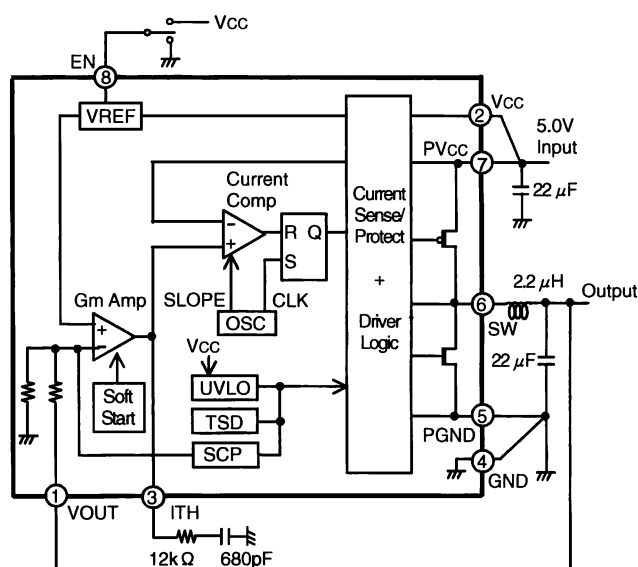 VCC
EN
8
VREF
2
VCC
5.0V
Input
PVCC
7
22 μF
Current
Comp
Current
Sense/
Protect
+
Driver
Logic
−
+
R Q
S
SLOPE
CLK
OSC
2.2 μH
6
Output
SW
22 μF
Gm Amp
+
−
Soft
Start
VCC
UVLO
TSD
SCP
5
PGND
4
GND
1
VOUT
3
ITH
12kΩ
680pF